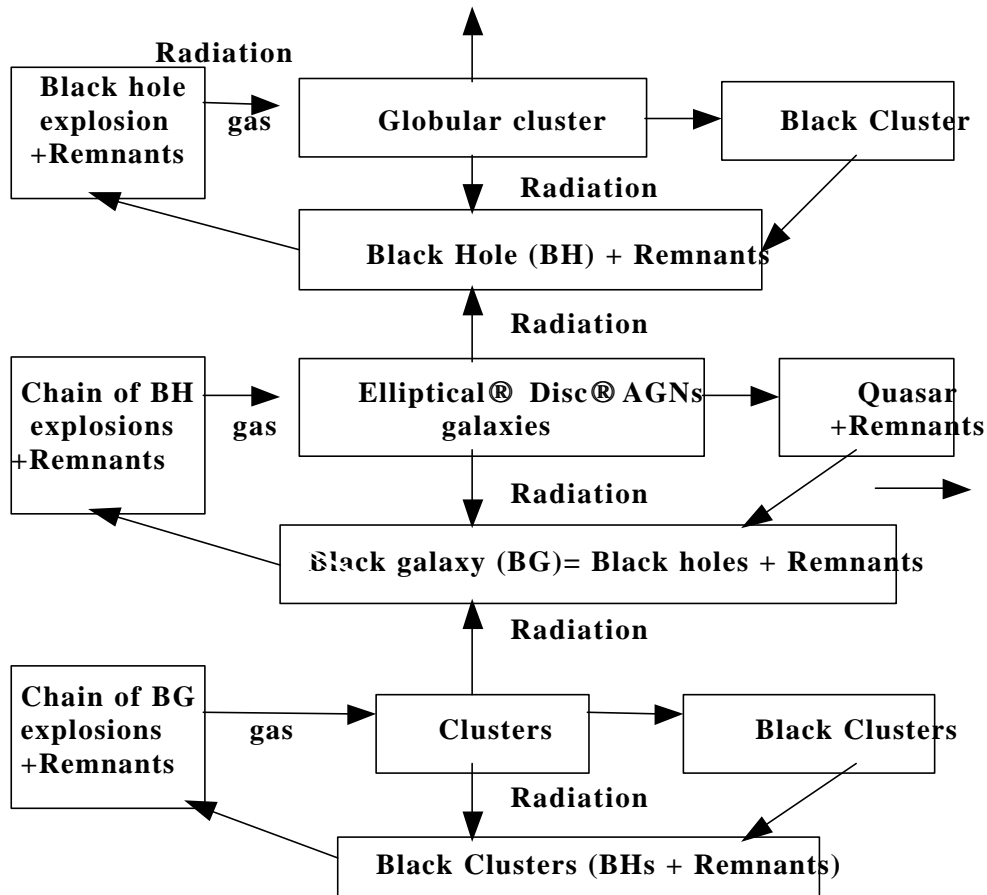 Radiation
Black hole
explosion
+Remnants
gas
Globular cluster
Black Cluster
Radiation
Black Hole (BH) + Remnants
Radiation
Chain of BH
explosions
+Remnants
gas
Elliptical® Disc® AGNs
galaxies
Quasar
+Remnants
Radiation
Black galaxy (BG)= Black holes + Remnants
Radiation
Chain of BG
explosions
+Remnants
gas
Clusters
Black Clusters
Radiation
Black Clusters (BHs + Remnants)